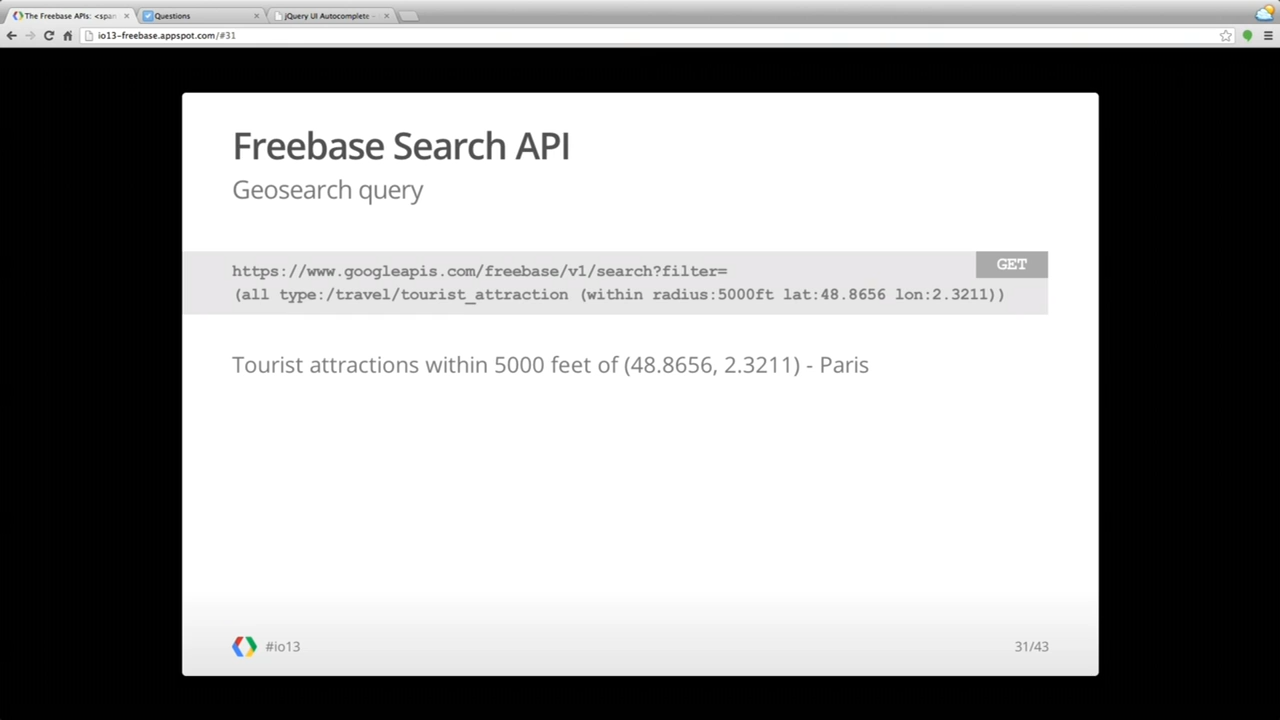 The Freebase APIs: <span
Questions
jQuery UI Autocomplete -
io13-freebase.appspot.com/#31
Freebase Search API
Geosearch query
https://www.googleapis.com/freebase/v1/search?filter=
GET
(all type:/travel/tourist_attraction (within radius:5000ft lat:48.8656 lon:2.3211))
Tourist attractions within 5000 feet of (48.8656, 2.3211) - Paris
#io13
31/43